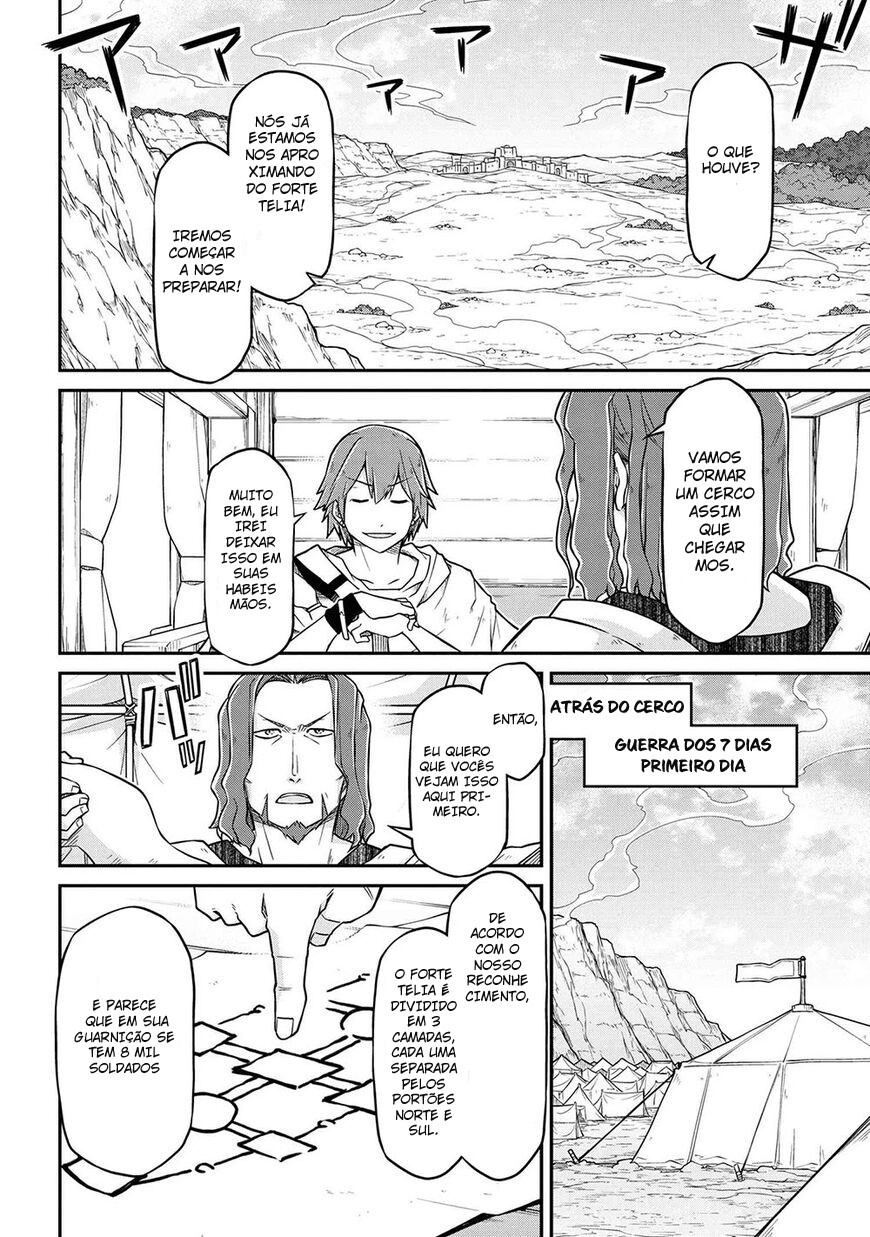 ザ
ア
ア
ア
O QUE
HOUVE?
NÓS JÁ
ESTAMOS
NOS APRO
XIMANDO
DO FORTE
TELIA!
IREMOS
COMEÇAR
A NOS
PREPARAR!
VAMOS
FORMAR
UM CERCO
ASSIM
QUE
CHEGAR
MOS.
MUITO
BEM, EU
IREI
DEIXAR
ISSO EM
SUAS
HABEIS
MÃOS.
ATRÁS DO CERCO
GUERRA DOS 7 DIAS
PRIMEIRO DIA
ENTÃO,
EU QUERO
QUE VOCÊS
VEJAM ISSO
AQUI PRI-
MEIRO.
DE
ACORDO
COM O
NOSSO
RECONHE
CIMENTO,
O FORTE
TELIA É
DIVIDIDO
EM 3
CAMADAS,
CADA UMA
SEPARADA
PELOS
PORTÕES
NORTE E
SUL.
E PARECE
QUE EM SUA
GUARNIÇÃO SE
TEM 8 MIL
SOLDADOS